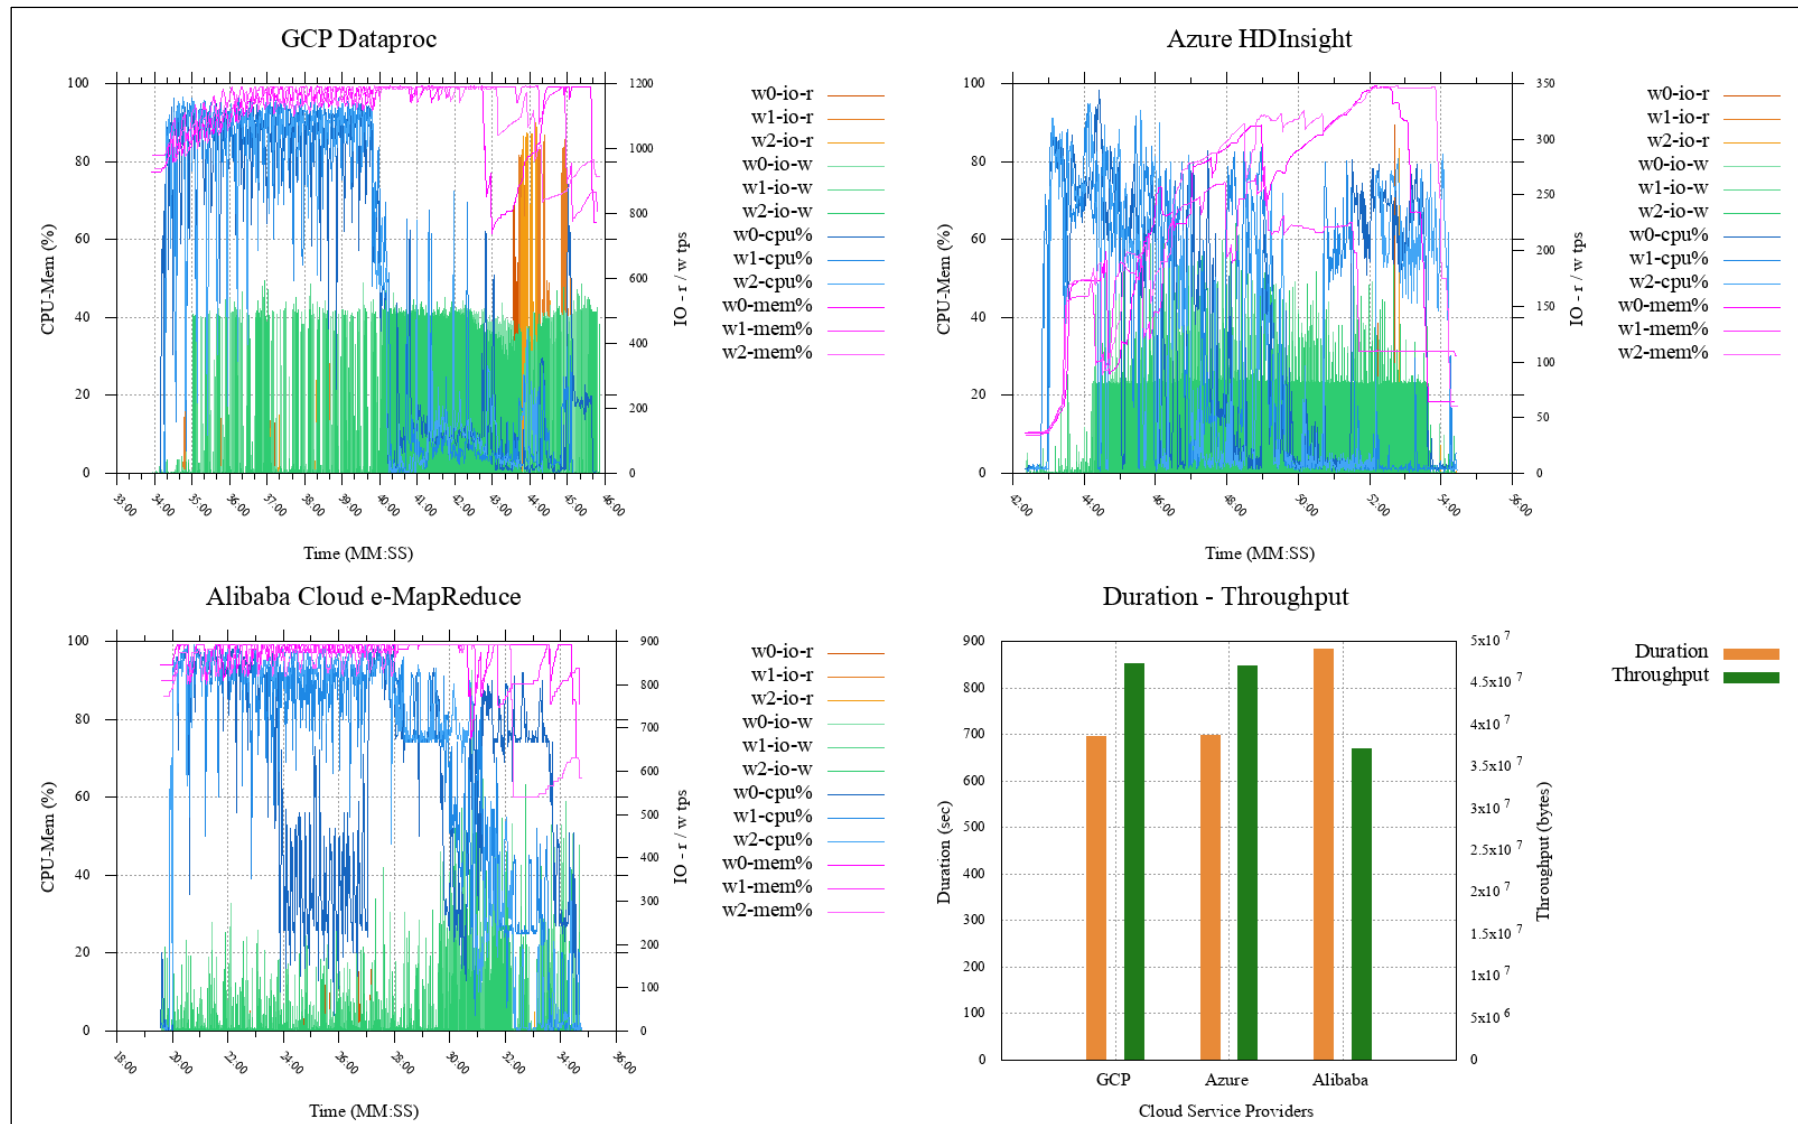 GCP Dataproc
100
80
60
40
20
0
CPU-Mem (%)
1200
1000
800
600
400
200
0
IO - r / w tps
33:00
34:00
35:00
36:00
37:00
38:00
39:00
40:00
41:00
42:00
43:00
44:00
45:00
46:00
Time (MM:SS)
w0-io-r
w1-io-r
w2-io-r
w0-io-w
w1-io-w
w2-io-w
w0-cpu%
w1-cpu%
w2-cpu%
w0-mem%
w1-mem%
w2-mem%
Azure HDInsight
100
80
60
40
20
0
CPU-Mem (%)
350
300
250
200
150
100
50
0
IO - r / w tps
42:00
44:00
46:00
48:00
50:00
52:00
54:00
56:00
Time (MM:SS)
w0-io-r
w1-io-r
w2-io-r
w0-io-w
w1-io-w
w2-io-w
w0-cpu%
w1-cpu%
w2-cpu%
w0-mem%
w1-mem%
w2-mem%
Alibaba Cloud e-MapReduce
100
80
60
40
20
0
CPU-Mem (%)
900
800
700
600
500
400
300
200
100
0
IO - r / w tps
18:00
20:00
22:00
24:00
26:00
28:00
30:00
32:00
34:00
36:00
Time (MM:SS)
w0-io-r
w1-io-r
w2-io-r
w0-io-w
w1-io-w
w2-io-w
w0-cpu%
w1-cpu%
w2-cpu%
w0-mem%
w1-mem%
w2-mem%
Duration - Throughput
900
800
700
600
500
400
300
200
100
0
Duration (sec)
5x10 7
4.5x10 7
4x10 7
3.5x10 7
3x10 7
2.5x10 7
2x10 7
1.5x10 7
1x10 7
5x10 6
0
Throughput (bytes)
GCP
Azure
Alibaba
Cloud Service Providers
Duration
Throughput